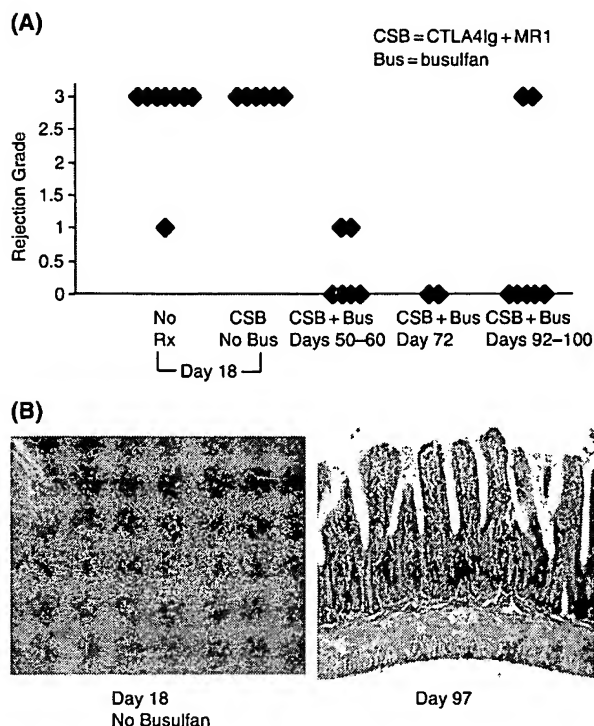 (A)
CSB = CTLA4Ig + MR1
Bus = busulfan
Rejection Grade
3
2.5
2
1.5
1
0.5
0
No Rx
CSB No Bus
Day 18
CSB + Bus Days 50–60
CSB + Bus Day 72
CSB + Bus Days 92–100
(B)
Day 18
No Busulfan
Day 97